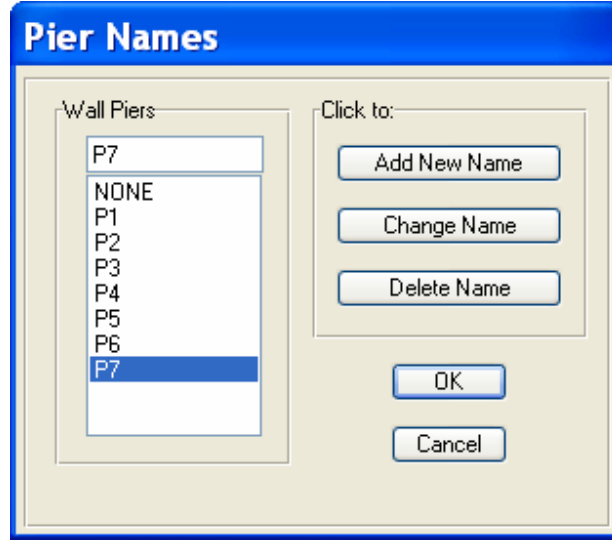 Pier Names
Wall Piers
P7
NONE
P1
P2
P3
P4
P5
P6
P7
Click to:
Add New Name
Change Name
Delete Name
OK
Cancel